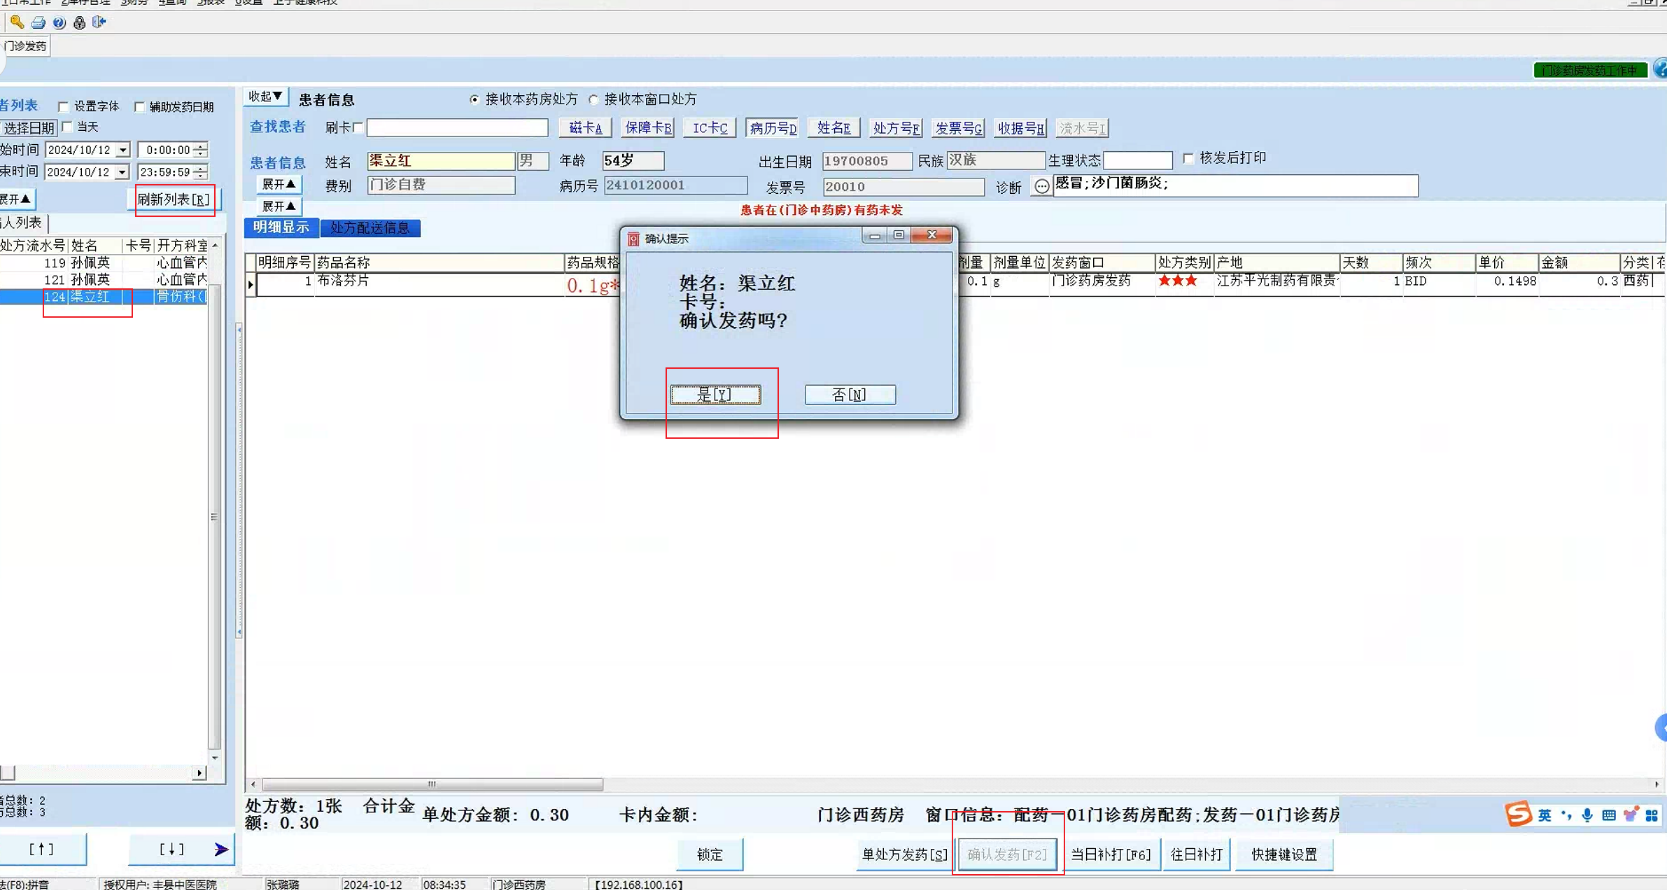 门诊发药
门诊药房发药工作中
者列表 设置字体 辅助发药日期
选择日期 当天
始时间 2024/10/12 0:00:00
束时间 2024/10/12 23:59:59
展开▲ 刷新列表[R]
人列表
处方流水号 姓名 卡号 开方科室
119 孙佩英 心血管内
121 孙佩英 心血管内
124 渠立红 骨伤科(
收起▼ 患者信息 接收本药房处方 接收本窗口处方
查找患者 刷卡 磁卡A 保障卡B IC卡C 病历号D 姓名E 处方号F 发票号G 收据号H 流水号I
患者信息 姓名 渠立红 男 年龄 54岁 出生日期 19700805 民族 汉族 生理状态 核发后打印
展开▲ 费别 门诊自费 病历号 2410120001 发票号 20010 诊断 感冒;沙门菌肠炎;
展开▲ 患者在(门诊中药房)有药未发
明细显示 处方配送信息
明细序号 药品名称 药品规格 剂量 剂量单位 发药窗口 处方类别 产地 天数 频次 单价 金额 分类
1 布洛芬片 0.1g* 0.1 g 门诊药房发药 ★★★ 江苏平光制药有限责 1 BID 0.1498 0.3 西药
确认提示
姓名: 渠立红
卡号:
确认发药吗?
是[Y] 否[N]
者总数: 2
方总数: 3
[↑] [↓]
处方数: 1张 合计金
额: 0.30
单处方金额: 0.30 卡内金额: 门诊西药房 窗口信息: 配药-01门诊药房配药;发药-01门诊药房
英
锁定 单处方发药[S] 确认发药[F2] 当日补打[F6] 往日补打 快捷键设置
法(F8):拼音 授权用户: 丰县中医医院 张璐璐 2024-10-12 08:34:35 门诊西药房 【192.168.100.16】